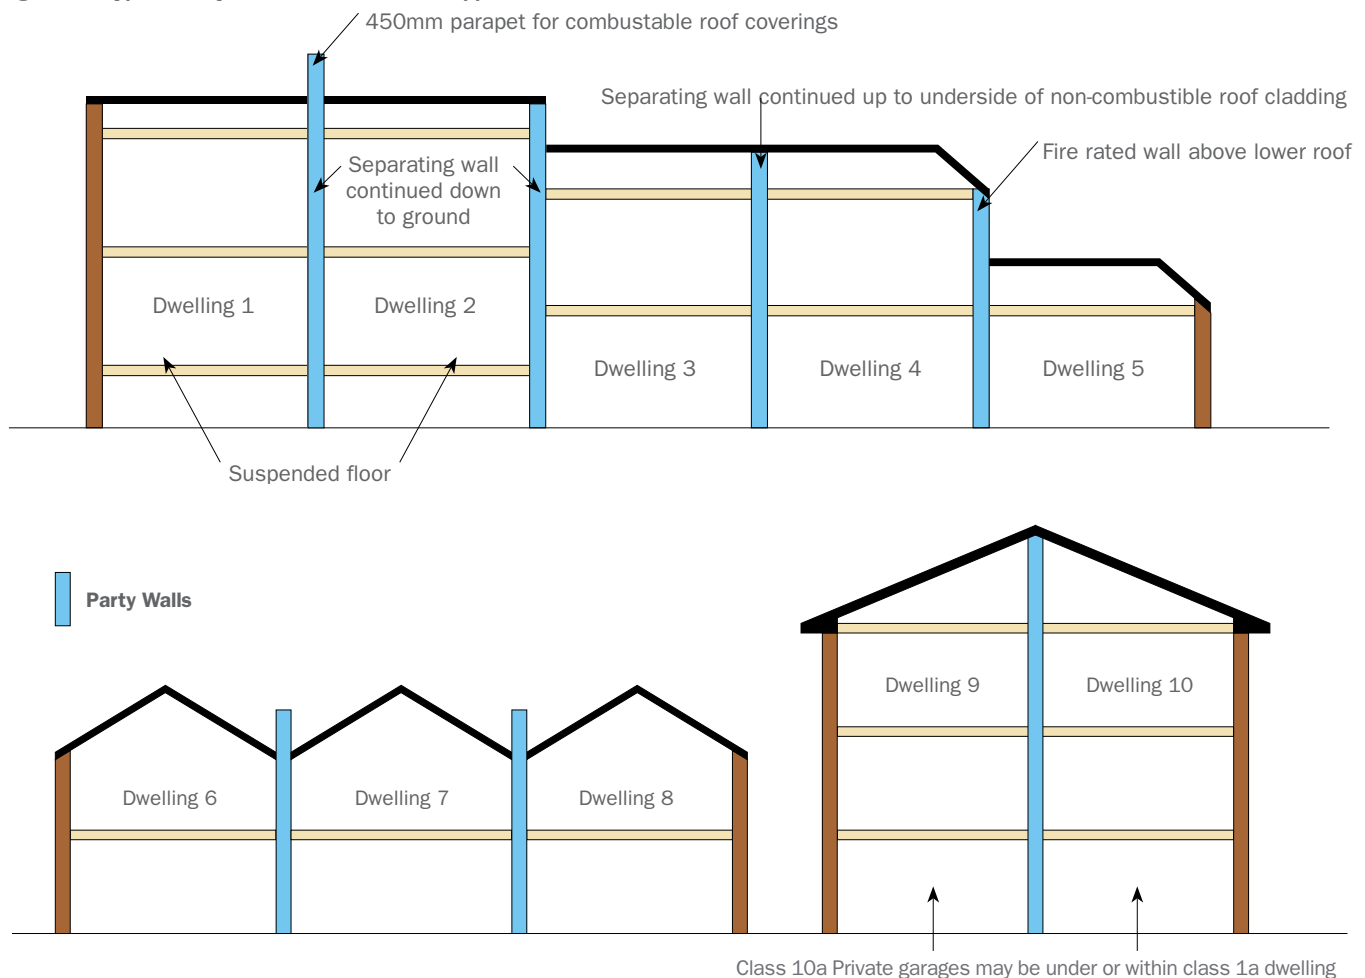 450mm parapet for combustable roof coverings
Separating wall continued up to underside of non-combustible roof cladding
Fire rated wall above lower roof
Separating wall
continued down
to ground
Dwelling 1
Dwelling 2
Dwelling 3
Dwelling 4
Dwelling 5
Suspended floor
Party Walls
Dwelling 6
Dwelling 7
Dwelling 8
Dwelling 9
Dwelling 10
Class 10a Private garages may be under or within class 1a dwelling